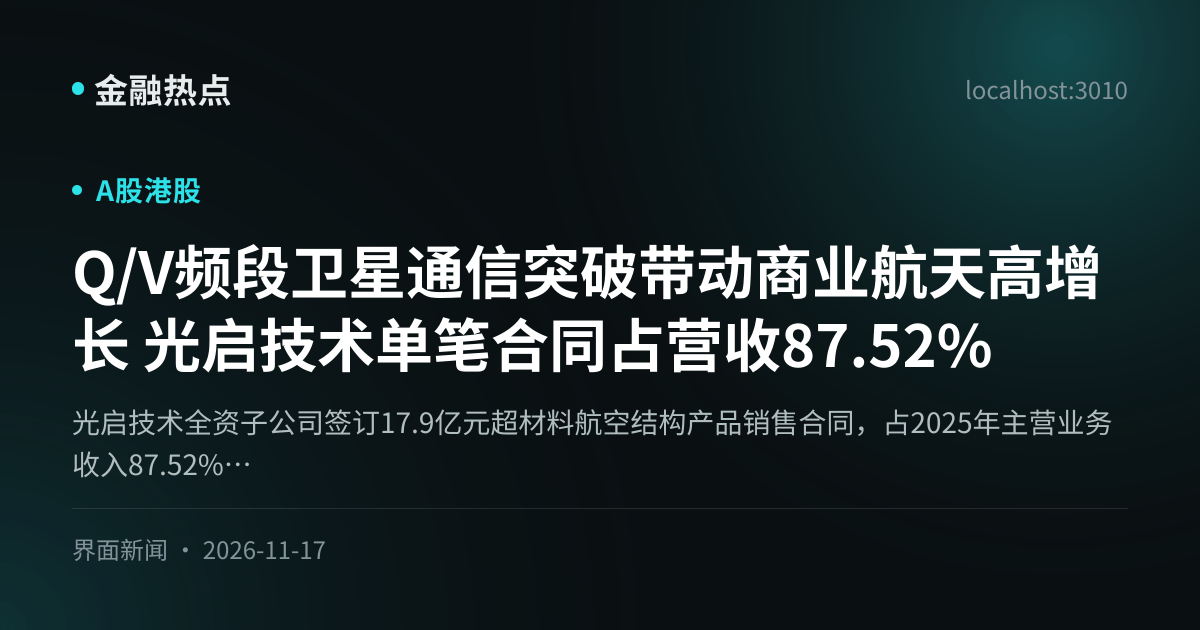 金融热点
localhost:3010
A股港股
Q/V频段卫星通信突破带动商业航天高增
长 光启技术单笔合同占营收87.52%
光启技术全资子公司签订17.9亿元超材料航空结构产品销售合同，占2025年主营业务
收入87.52%…
界面新闻 · 2026-11-17